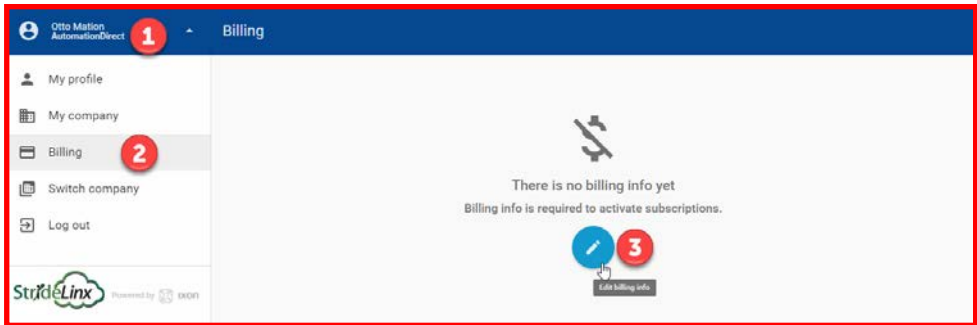 Otto Mation
AutomationDirect
1
Billing
My profile
My company
Billing
2
Switch company
Log out
StrideLinx Powered by IXON
There is no billing info yet
Billing info is required to activate subscriptions.
3
Edit billing info